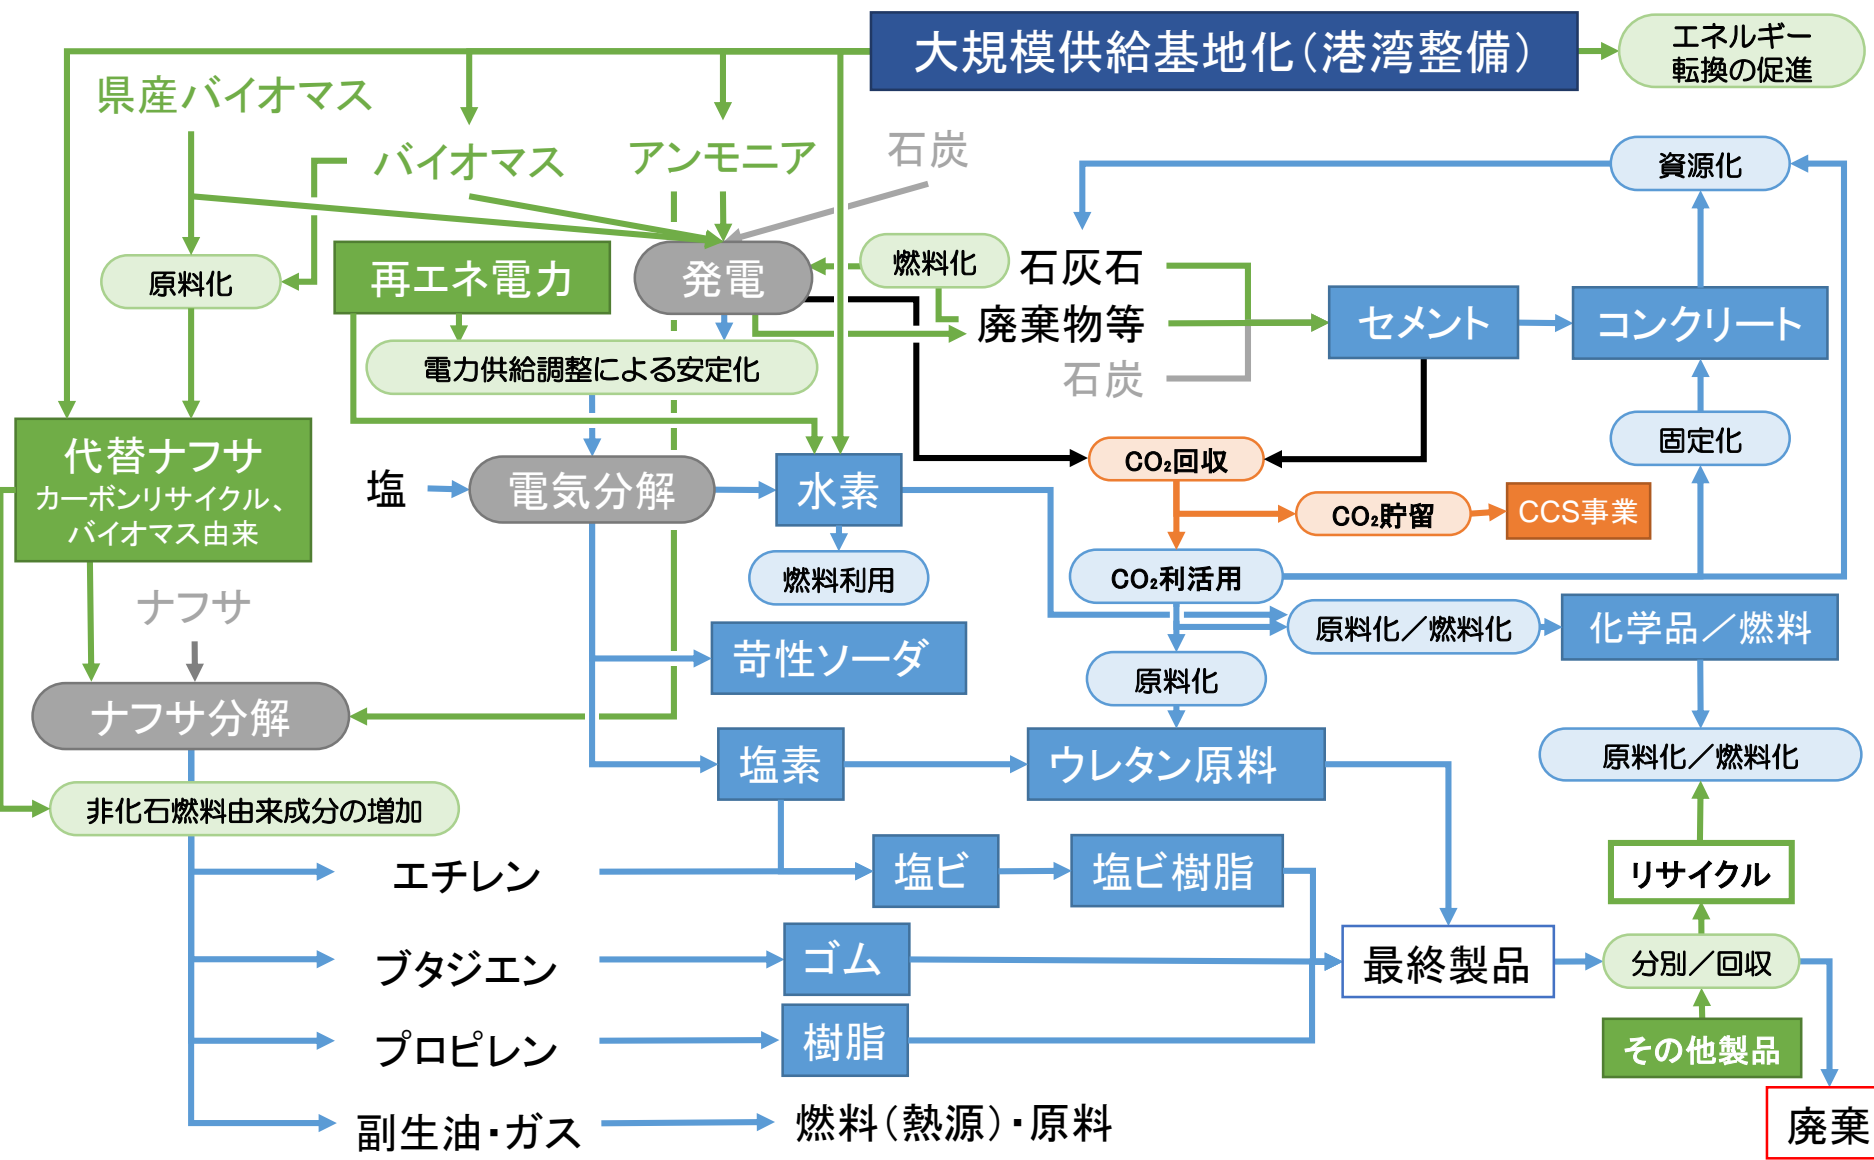 大規模供給基地化（港湾整備）
エネルギー
転換の促進
県産バイオマス
バイオマス
アンモニア
石炭
資源化
原料化
再エネ電力
発電
燃料化
石灰石
廃棄物等
石炭
セメント
コンクリート
電力供給調整による安定化
代替ナフサ
カーボンリサイクル、
バイオマス由来
塩
電気分解
水素
CO₂回収
固定化
CO₂貯留
CCS事業
燃料利用
CO₂利活用
ナフサ
原料化／燃料化
化学品／燃料
苛性ソーダ
原料化
ナフサ分解
塩素
ウレタン原料
原料化／燃料化
非化石燃料由来成分の増加
エチレン
塩ビ
塩ビ樹脂
リサイクル
ブタジエン
ゴム
最終製品
分別／回収
プロピレン
樹脂
その他製品
副生油・ガス
燃料（熱源）・原料
廃棄